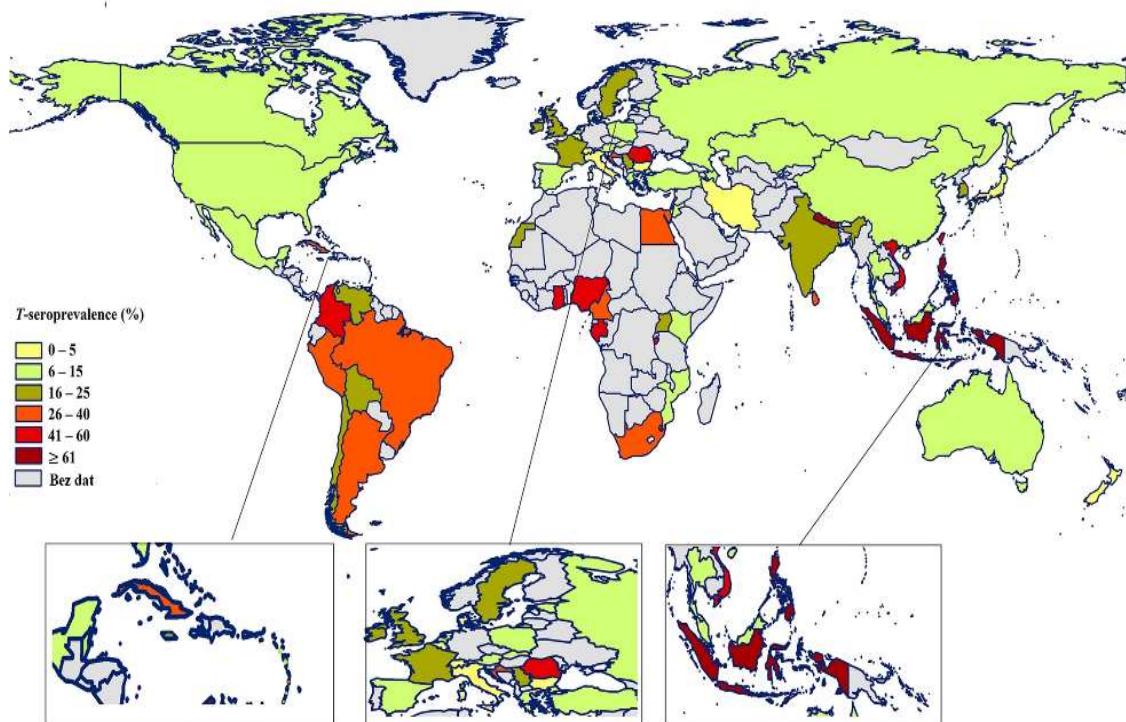 T-seroprevalence (%)
0 – 5
6 – 15
16 – 25
26 – 40
41 – 60
≥ 61
Bez dat